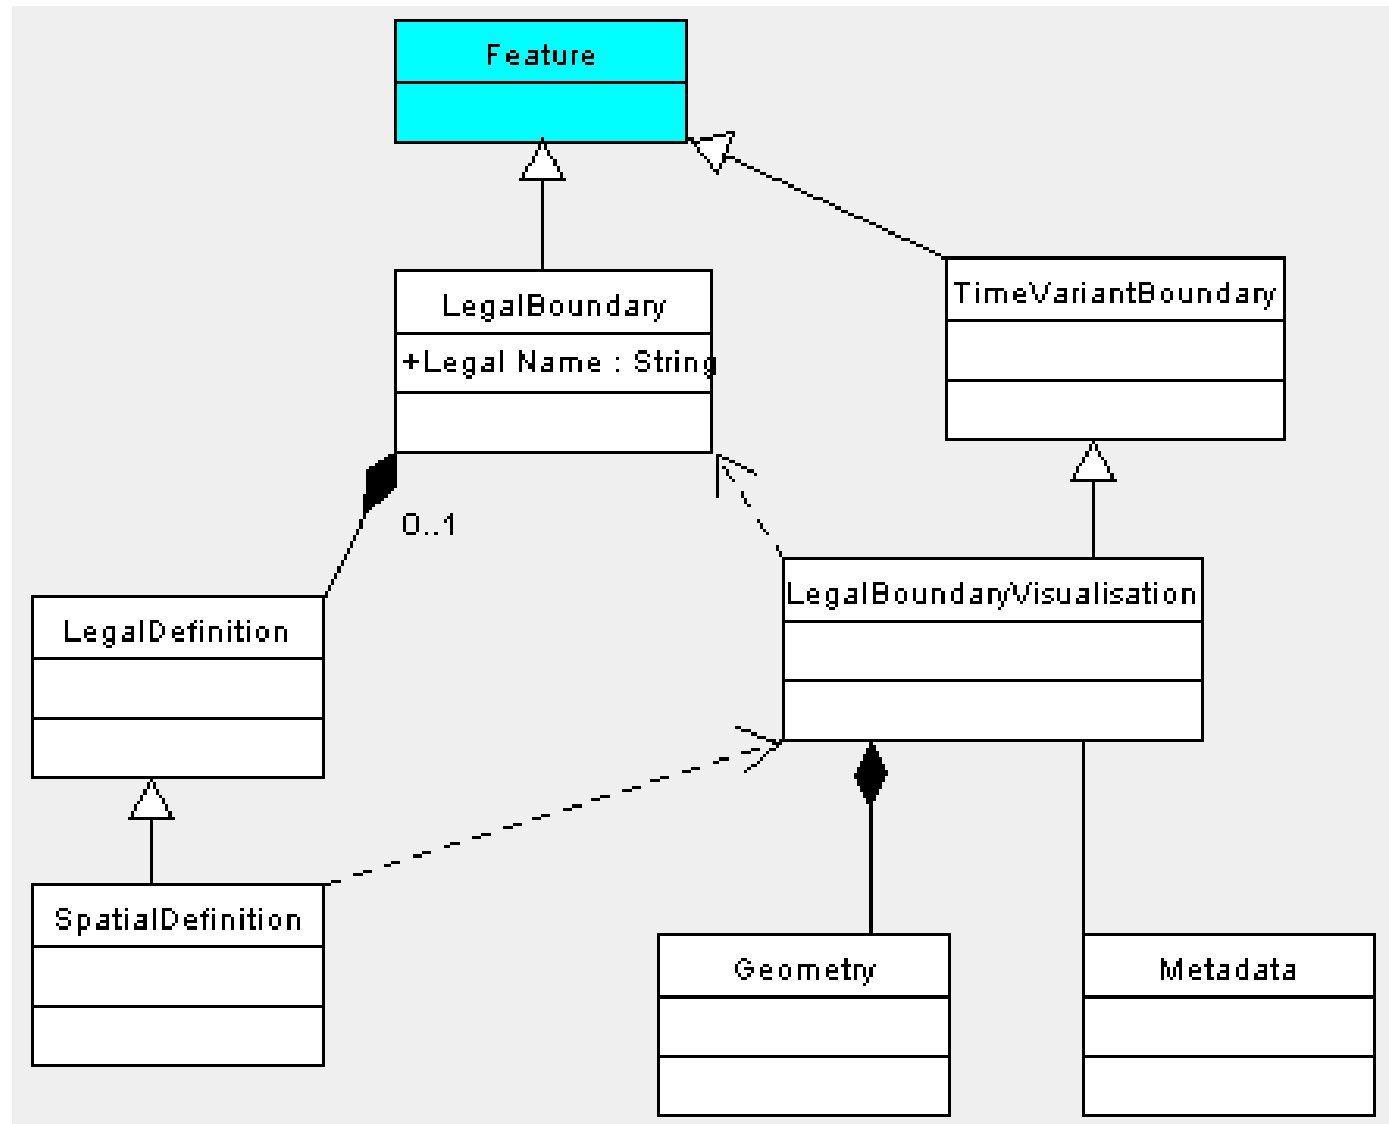 Feature
LegalBoundary
+Legal Name : String
TimeVariantBoundary
0..1
LegalBoundaryVisualisation
LegalDefinition
SpatialDefinition
Geometry
Metadata